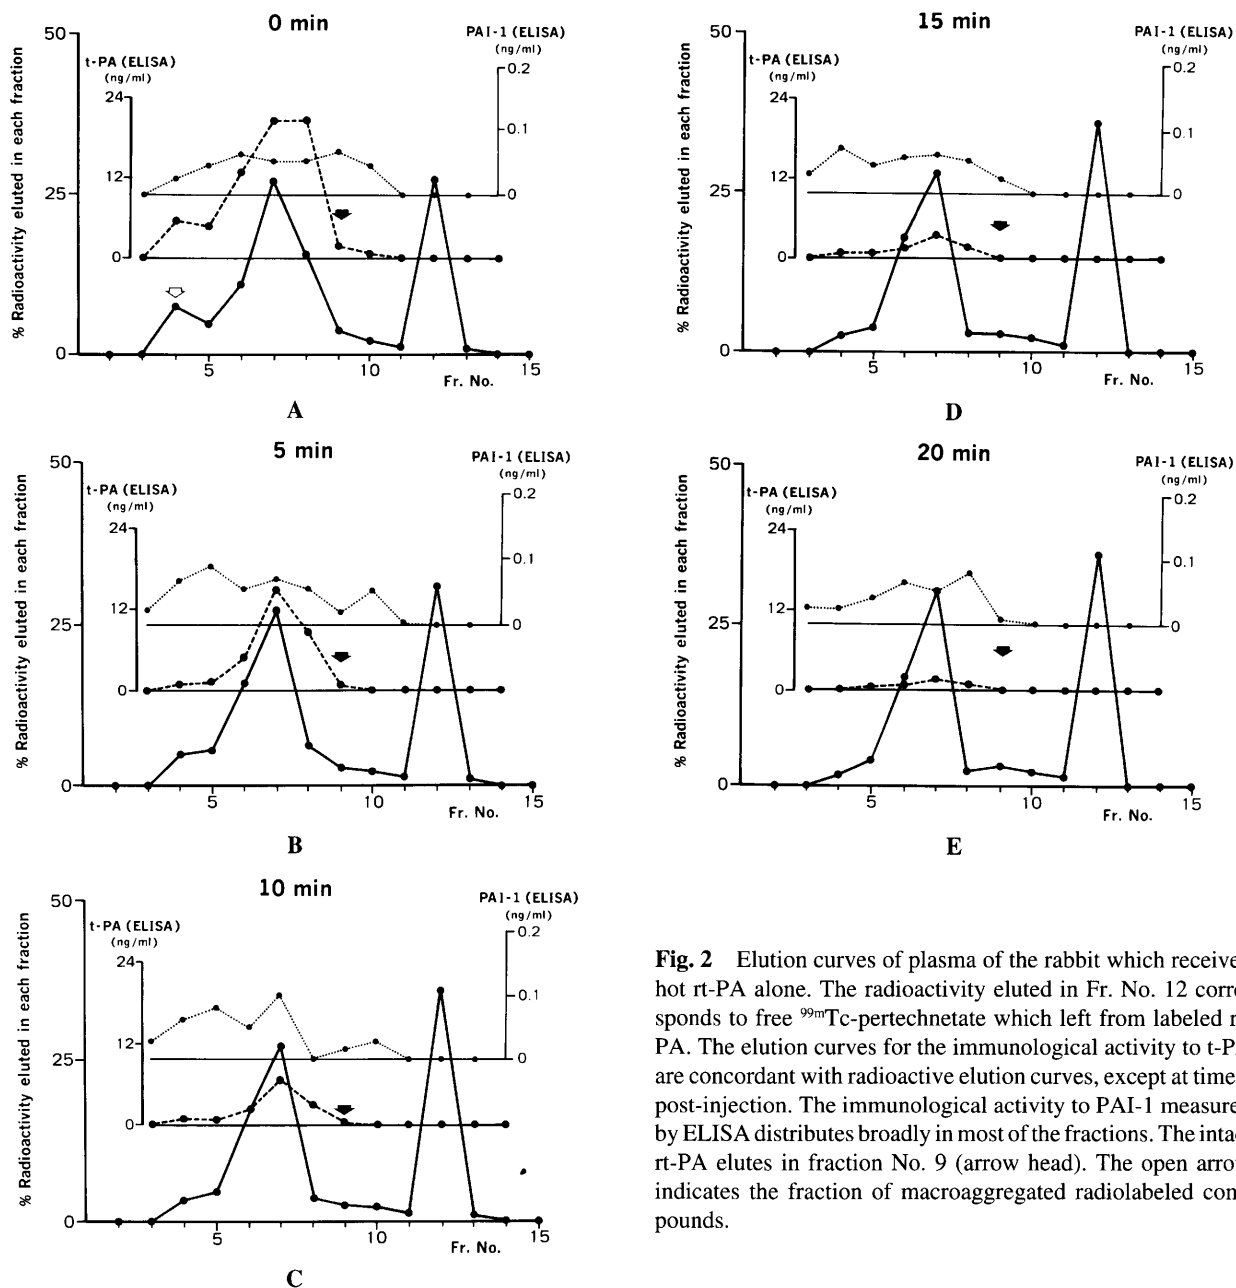 0 min
50
25
0
% Radioactivity eluted in each fraction
t-PA (ELISA)
(ng/ml)
24
12
0
PAI-1 (ELISA)
(ng/ml)
0.2
0.1
0
5
10
15
Fr. No.
A
15 min
50
25
0
% Radioactivity eluted in each fraction
t-PA (ELISA)
(ng/ml)
24
12
0
PAI-1 (ELISA)
(ng/ml)
0.2
0.1
0
5
10
15
Fr. No.
D
5 min
50
25
0
% Radioactivity eluted in each fraction
t-PA (ELISA)
(ng/ml)
24
12
0
PAI-1 (ELISA)
(ng/ml)
0.2
0.1
0
5
10
15
Fr. No.
B
20 min
50
25
0
% Radioactivity eluted in each fraction
t-PA (ELISA)
(ng/ml)
24
12
0
PAI-1 (ELISA)
(ng/ml)
0.2
0.1
0
5
10
15
Fr. No.
E
10 min
50
25
0
% Radioactivity eluted in each fraction
t-PA (ELISA)
(ng/ml)
24
12
0
PAI-1 (ELISA)
(ng/ml)
0.2
0.1
0
5
10
15
Fr. No.
C
Fig. 2 Elution curves of plasma of the rabbit which receive
hot rt-PA alone. The radioactivity eluted in Fr. No. 12 corre
sponds to free ⁹⁹ᵐTc-pertechnetate which left from labeled r
PA. The elution curves for the immunological activity to t-P
are concordant with radioactive elution curves, except at time
post-injection. The immunological activity to PAI-1 measure
by ELISA distributes broadly in most of the fractions. The inta
rt-PA elutes in fraction No. 9 (arrow head). The open arro
indicates the fraction of macroaggregated radiolabeled com
pounds.